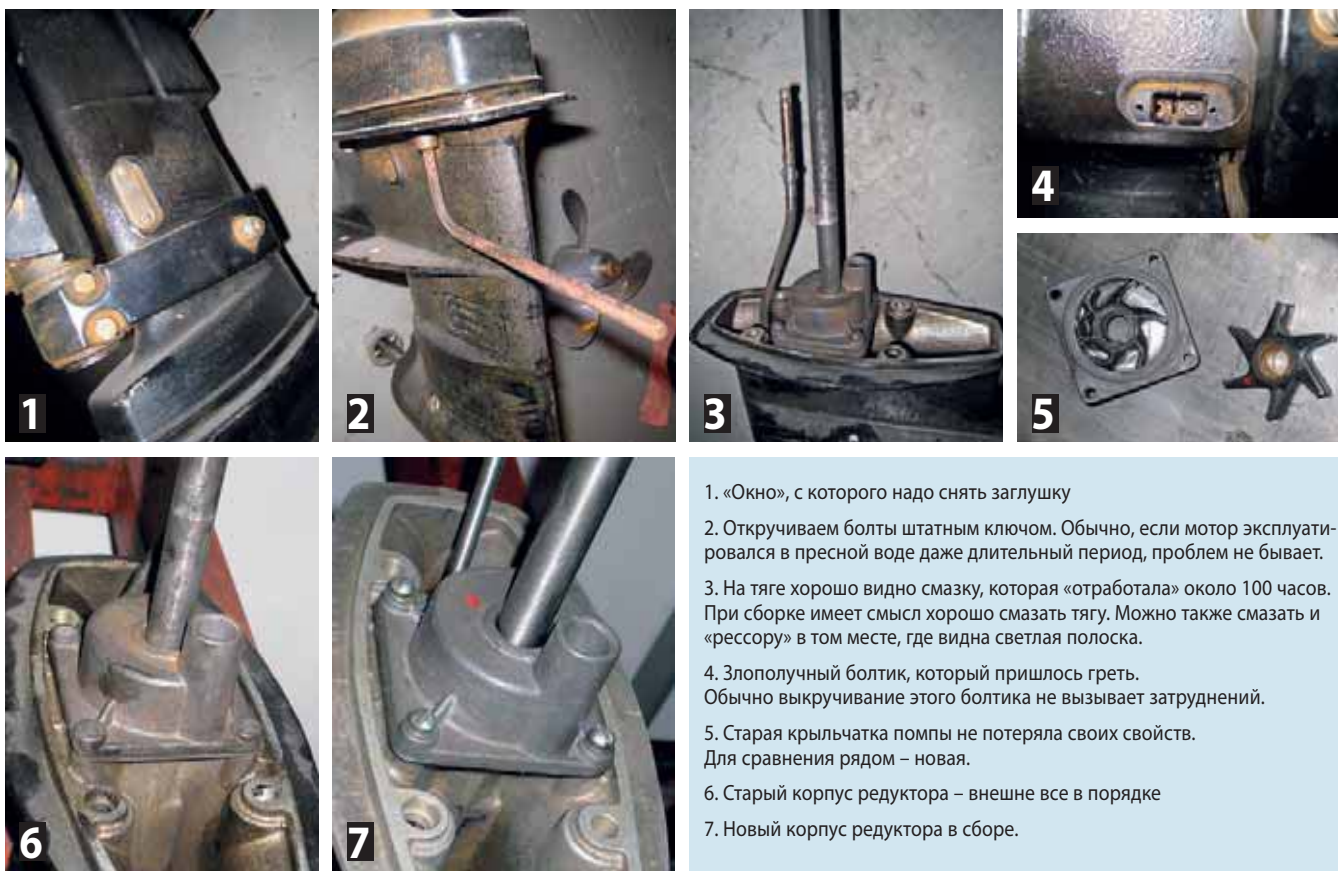 1
2
3
4
5
6
7
1. «Окно», с которого надо снять заглушку
2. Откручиваем болты штатным ключом. Обычно, если мотор эксплуати-
ровался в пресной воде даже длительный период, проблем не бывает.
3. На тяге хорошо видно смазку, которая «отработала» около 100 часов.
При сборке имеет смысл хорошо смазать тягу. Можно также смазать и
«рессору» в том месте, где видна светлая полоска.
4. Злополучный болтик, который пришлось греть.
Обычно выкручивание этого болтика не вызывает затруднений.
5. Старая крыльчатка помпы не потеряла своих свойств.
Для сравнения рядом – новая.
6. Старый корпус редуктора – внешне все в порядке
7. Новый корпус редуктора в сборе.